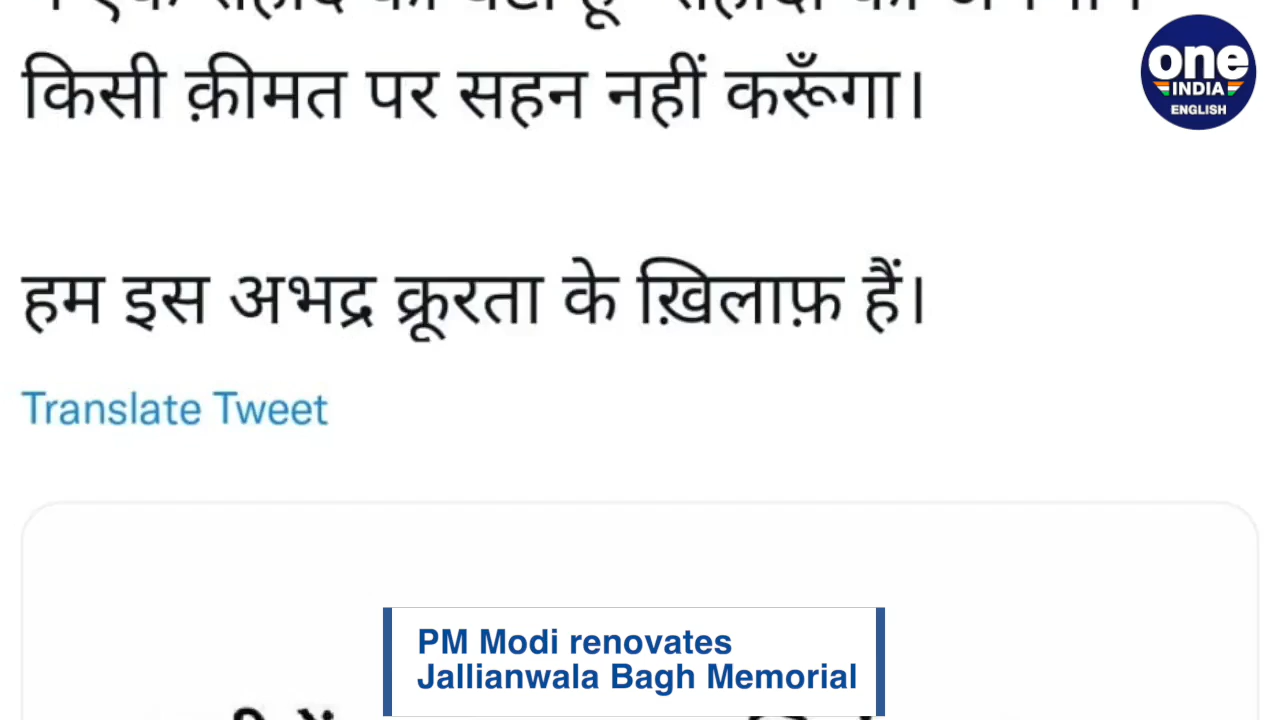 किसी क़ीमत पर सहन नहीं करूँगा।
one
INDIA
ENGLISH
हम इस अभद्र क्रूरता के ख़िलाफ़ हैं।
Translate Tweet
PM Modi renovates
Jallianwala Bagh Memorial